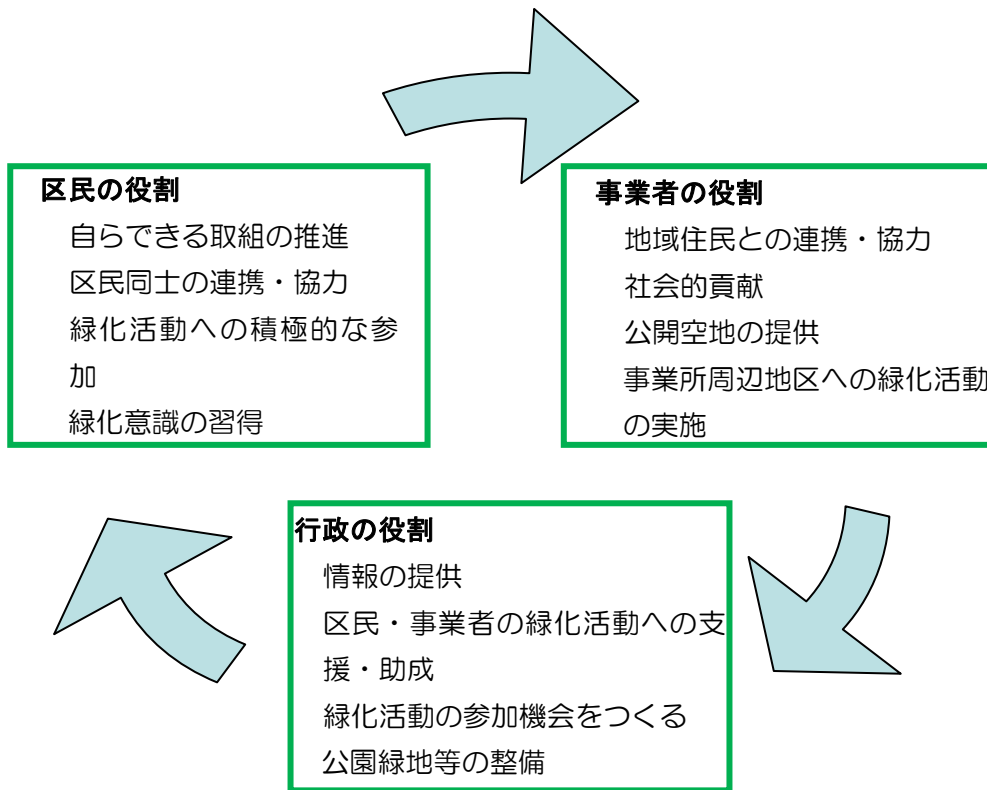 区民の役割
自らできる取組の推進
区民同士の連携・協力
緑化活動への積極的な参
加
緑化意識の習得
事業者の役割
地域住民との連携・協力
社会的貢献
公開空地の提供
事業所周辺地区への緑化活動
の実施
行政の役割
情報の提供
区民・事業者の緑化活動への支
援・助成
緑化活動の参加機会をつくる
公園緑地等の整備